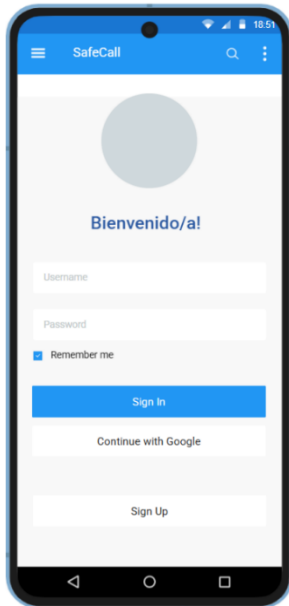 18:51
SafeCall
Bienvenido/a!
Username
Password
Remember me
Sign In
Continue with Google
Sign Up